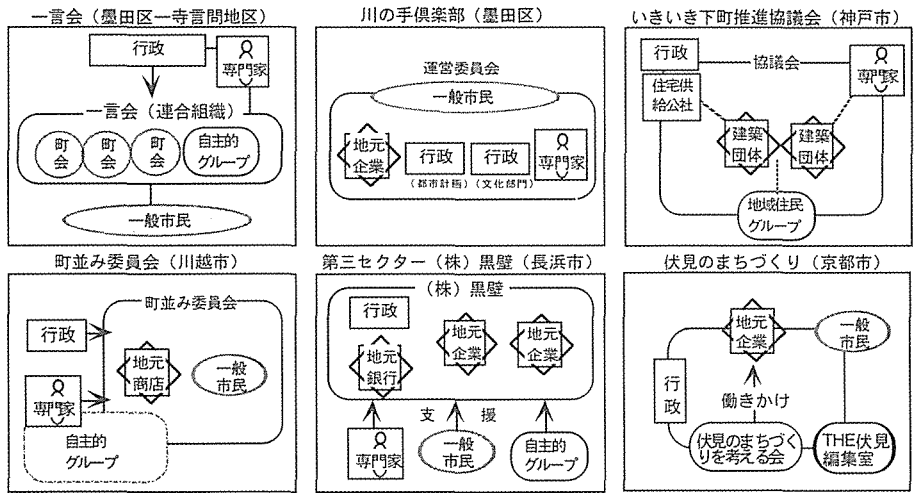 一言会（墨田区一寺言問地区）
行政
専門家
一言会（連合組織）
町会
町会
町会
自主的
グループ
一般市民
川の手倶楽部（墨田区）
運営委員会
一般市民
地元
企業
行政
（都市計画）
行政
（文化部門）
専門家
いきいき下町推進協議会（神戸市）
行政
協議会
専門家
住宅供
給公社
建築
団体
建築
団体
地域住民
グループ
町並み委員会（川越市）
町並み委員会
行政
地元
商店
一般
市民
専門家
自主的
グループ
第三セクター（株）黒壁（長浜市）
（株）黒壁
行政
地元
銀行
地元
企業
地元
企業
支援
専門家
一般
市民
自主的
グループ
伏見のまちづくり（京都市）
地元
企業
一般
市民
行政
働きかけ
伏見のまちづく
りを考える会
THE伏見
編集室